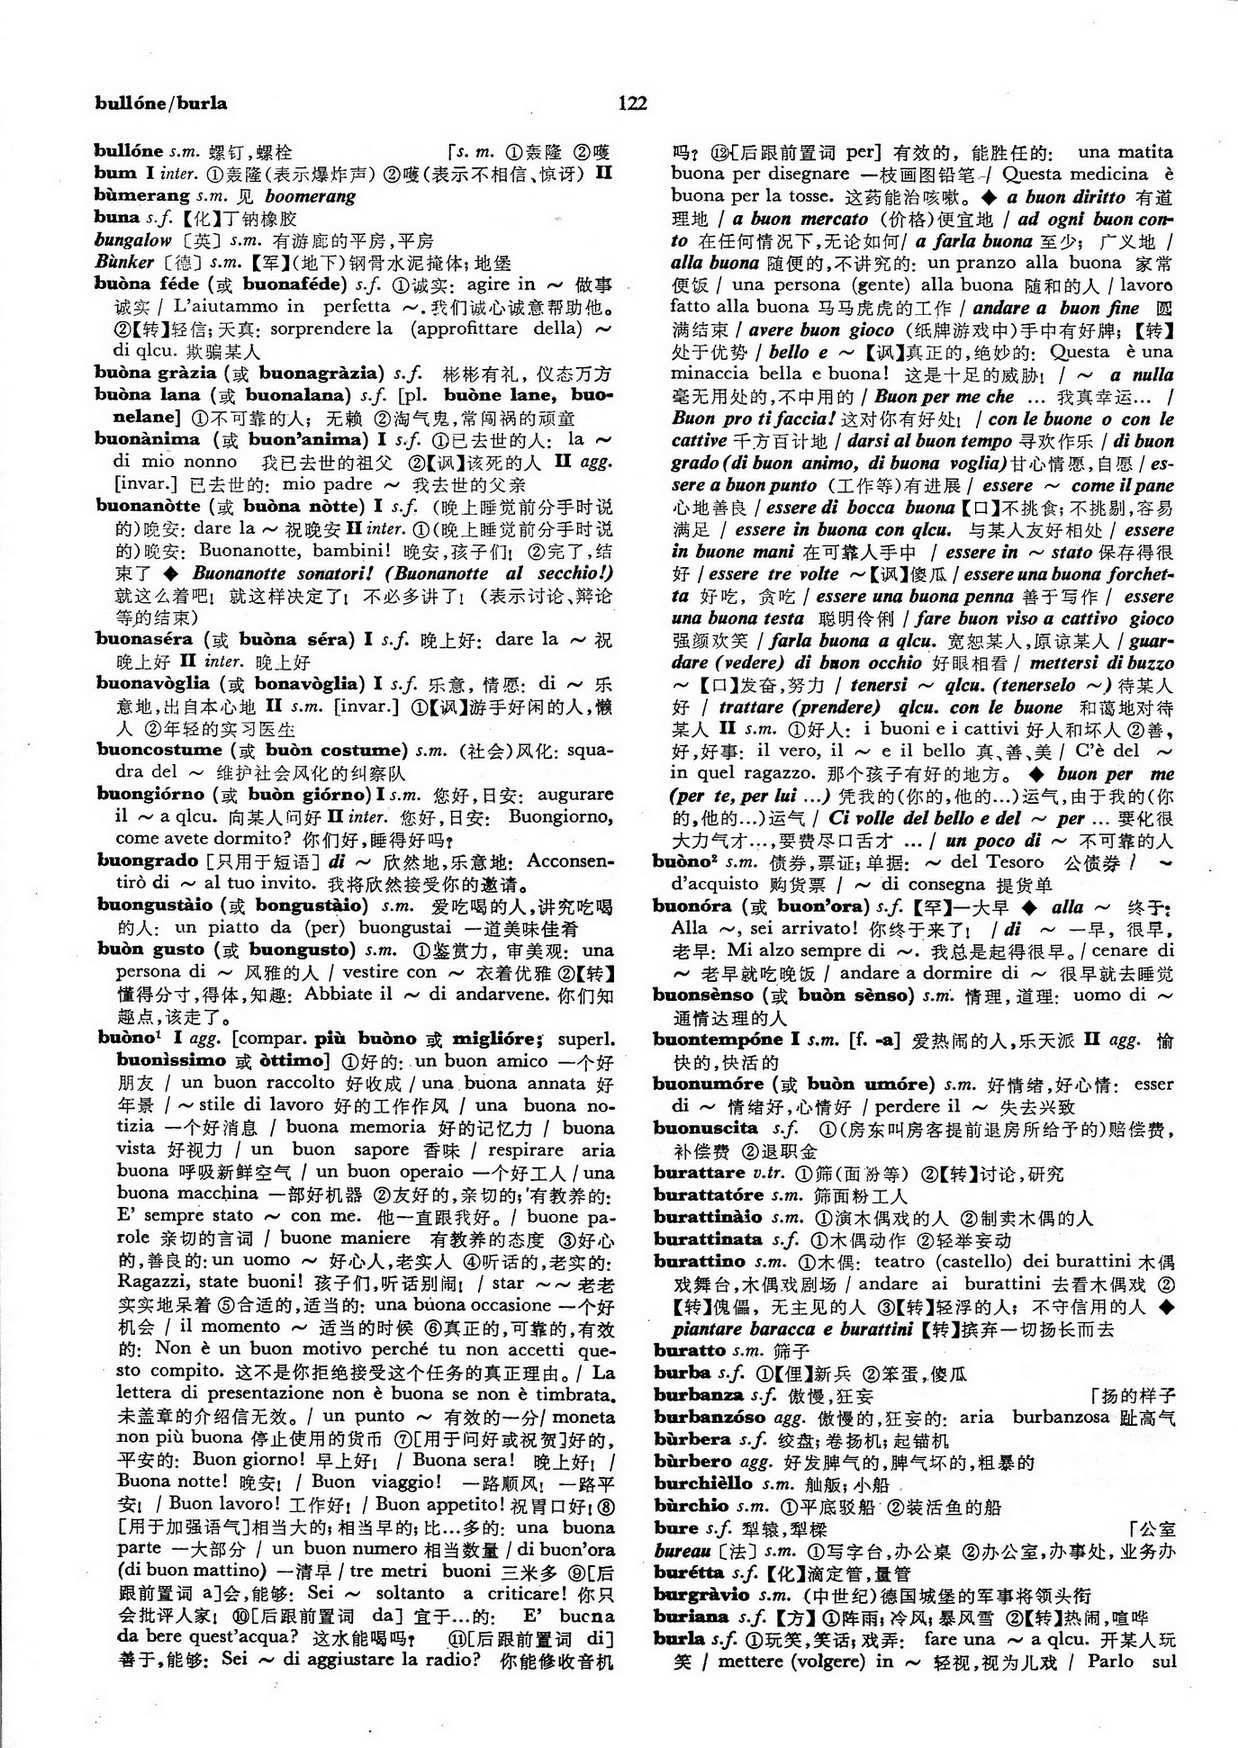 bullóne/burla
122
bullóne s.m. 螺钉,螺栓 「s. m. ①轰隆 ②嚄
bum I inter. ①轰隆(表示爆炸声) ②嚄(表示不相信、惊讶) II
bùmerang s.m. 见 boomerang
buna s.f.【化】丁钠橡胶
bungalow〔英〕s.m. 有游廊的平房,平房
Bùnker〔德〕s.m.【军】(地下)钢骨水泥掩体;地堡
buòna féde (或 buonaféde) s.f. ①诚实: agire in ～ 做事
诚实 / L'aiutammo in perfetta ～.我们诚心诚意帮助他。
②【转】轻信;天真: sorprendere la (approfittare della) ～
di qlcu. 欺骗某人
buòna gràzia (或 buonagràzia) s.f. 彬彬有礼, 仪态万方
buòna lana (或 buonalana) s.f. [pl. buòne lane, buo-
nelane] ①不可靠的人; 无赖 ②淘气鬼,常闯祸的顽童
buonànima (或 buon'anima) I s.f. ①已去世的人: la ～
di mio nonno 我已去世的祖父 ②【讽】该死的人 II agg.
[invar.] 已去世的: mio padre ～ 我去世的父亲
buonanòtte (或 buòna nòtte) I s.f. (晚上睡觉前分手时说
的)晚安: dare la ～ 祝晚安 II inter. ①(晚上睡觉前分手时说
的)晚安: Buonanotte, bambini! 晚安,孩子们! ②完了,结
束了 ◆ Buonanotte sonatori! (Buonanotte al secchio!)
就这么着吧! 就这样决定了! 不必多讲了! (表示讨论、辩论
等的结束)
buonaséra (或 buòna séra) I s.f. 晚上好: dare la ～ 祝
晚上好 II inter. 晚上好
buonavòglia (或 bonavòglia) I s.f. 乐意, 情愿: di ～ 乐
意地,出自本心地 II s.m. [invar.] ①【讽】游手好闲的人,懒
人 ②年轻的实习医生
buoncostume (或 buòn costume) s.m. (社会)风化: squa-
dra del ～ 维护社会风化的纠察队
buongiórno (或 buòn giórno) I s.m. 您好,日安: augurare
il ～ a qlcu. 向某人问好 II inter. 您好,日安: Buongiorno,
come avete dormito? 你们好,睡得好吗?
buongrado [只用于短语] di ～ 欣然地,乐意地: Acconsen-
tirò di ～ al tuo invito. 我将欣然接受你的邀请。
buongustàio (或 bongustàio) s.m. 爱吃喝的人,讲究吃喝
的人: un piatto da (per) buongustai 一道美味佳肴
buòn gusto (或 buongusto) s.m. ①鉴赏力, 审美观: una
persona di ～ 风雅的人 / vestire con ～ 衣着优雅 ②【转】
懂得分寸,得体,知趣: Abbiate il ～ di andarvene. 你们知
趣点,该走了。
buòno¹ I agg. [compar. più buòno 或 miglióre; superl.
buonìssimo 或 òttimo] ①好的: un buon amico 一个好
朋友 / un buon raccolto 好收成 / una buona annata 好
年景 / ～ stile di lavoro 好的工作作风 / una buona no-
tizia 一个好消息 / buona memoria 好的记忆力 / buona
vista 好视力 / un buon sapore 香味 / respirare aria
buona 呼吸新鲜空气 / un buon operaio 一个好工人 / una
buona macchina 一部好机器 ②友好的,亲切的;有教养的:
E' sempre stato ～ con me. 他一直跟我好。/ buone pa-
role 亲切的言词 / buone maniere 有教养的态度 ③好心
的,善良的: un uomo ～ 好心人,老实人 ④听话的,老实的:
Ragazzi, state buoni! 孩子们,听话别闹! / star ～～ 老老
实实地呆着 ⑤合适的,适当的: una buona occasione 一个好
机会 / il momento ～ 适当的时候 ⑥真正的,可靠的,有效
的: Non è un buon motivo perché tu non accetti que-
sto compito. 这不是你拒绝接受这个任务的真正理由。/ La
lettera di presentazione non è buona se non è timbrata.
未盖章的介绍信无效。/ un punto ～ 有效的一分/ moneta
non più buona 停止使用的货币 ⑦[用于问好或祝贺]好的,
平安的: Buon giorno! 早上好! / Buona sera! 晚上好! /
Buona notte! 晚安! / Buon viaggio! 一路顺风! 一路平
安! / Buon lavoro! 工作好! / Buon appetito! 祝胃口好!⑧
[用于加强语气]相当大的;相当早的;比…多的: una buona
parte 一大部分 / un buon numero 相当数量 / di buon'ora
(di buon mattino) 一清早 / tre metri buoni 三米多 ⑨[后
跟前置词 a]会,能够: Sei ～ soltanto a criticare! 你只
会批评人家! ⑩[后跟前置词 da] 宜于…的: E' buona
da bere quest'acqua? 这水能喝吗? ⑪[后跟前置词 di]
善于,能够: Sei ～ di aggiustare la radio? 你能修收音机
吗? ⑫[后跟前置词 per] 有效的, 能胜任的: una matita
buona per disegnare 一枝画图铅笔 / Questa medicina è
buona per la tosse. 这药能治咳嗽。◆ a buon diritto 有道
理地 / a buon mercato (价格)便宜地 / ad ogni buon con-
to 在任何情况下,无论如何/ a farla buona 至少; 广义地 /
alla buona 随便的,不讲究的: un pranzo alla buona 家常
便饭 / una persona (gente) alla buona 随和的人 / lavoro
fatto alla buona 马马虎虎的工作 / andare a buon fine 圆
满结束 / avere buon gioco (纸牌游戏中)手中有好牌;【转】
处于优势 / bello e ～【讽】真正的,绝妙的: Questa è una
minaccia bella e buona! 这是十足的威胁! / ～ a nulla
毫无用处的,不中用的 / Buon per me che … 我真幸运… /
Buon pro ti faccia! 这对你有好处! / con le buone o con le
cattive 千方百计地 / darsi al buon tempo 寻欢作乐 / di buon
grado (di buon animo, di buona voglia) 甘心情愿,自愿 / es-
sere a buon punto (工作等)有进展 / essere ～ come il pane
心地善良 / essere di bocca buona【口】不挑食;不挑剔,容易
满足 / essere in buona con qlcu. 与某人友好相处 / essere
in buone mani 在可靠人手中 / essere in ～ stato 保存得很
好 / essere tre volte ～【讽】傻瓜 / essere una buona forchet-
ta 好吃, 贪吃 / essere una buona penna 善于写作 / essere
una buona testa 聪明伶俐 / fare buon viso a cattivo gioco
强颜欢笑 / farla buona a qlcu. 宽恕某人,原谅某人 / guar-
dare (vedere) di buon occhio 好眼相看 / mettersi di buzzo
～【口】发奋,努力 / tenersi ～ qlcu. (tenerselo ～) 待某人
好 / trattare (prendere) qlcu. con le buone 和蔼地对待
某人 II s.m. ①好人: i buoni e i cattivi 好人和坏人 ②善,
好,好事: il vero, il ～ e il bello 真、善、美 / C'è del ～
in quel ragazzo. 那个孩子有好的地方。 ◆ buon per me
(per te, per lui …) 凭我的(你的,他的…)运气,由于我的(你
的,他的…)运气 / Ci volle del bello e del ～ per … 要化很
大力气才…,要费尽口舌才 … / un poco di ～ 不可靠的人
buòno² s.m. 债券,票证;单据: ～ del Tesoro 公债券 / ～
d'acquisto 购货票 / ～ di consegna 提货单
buonóra (或 buon'ora) s.f.【罕】一大早 ◆ alla ～ 终于:
Alla ～, sei arrivato! 你终于来了! / di ～ 一早, 很早,
老早: Mi alzo sempre di ～. 我总是起得很早。/ cenare di
～ 老早就吃晚饭 / andare a dormire di ～ 很早就去睡觉
buonsènso (或 buòn sènso) s.m. 情理,道理: uomo di ～
通情达理的人
buontempóne I s.m. [f. -a] 爱热闹的人,乐天派 II agg. 愉
快的,快活的
buonumóre (或 buòn umóre) s.m. 好情绪,好心情: esser
di ～ 情绪好,心情好 / perdere il ～ 失去兴致
buonuscita s.f. ①(房东叫房客提前退房所给予的)赔偿费,
补偿费 ②退职金
burattare v.tr. ①筛(面汾等) ②【转】讨论,研究
burattatóre s.m. 筛面粉工人
burattinàio s.m. ①演木偶戏的人 ②制卖木偶的人
burattinata s.f. ①木偶动作 ②轻举妄动
burattino s.m. ①木偶: teatro (castello) dei burattini 木偶
戏舞台,木偶戏剧场 / andare ai burattini 去看木偶戏 ②
【转】傀儡, 无主见的人 ③【转】轻浮的人; 不守信用的人 ◆
piantare baracca e burattini【转】摈弃一切扬长而去
buratto s.m. 筛子
burba s.f. ①【俚】新兵 ②笨蛋,傻瓜
burbanza s.f. 傲慢,狂妄 「扬的样子
burbanzóso agg. 傲慢的,狂妄的: aria burbanzosa 趾高气
bùrbera s.f. 绞盘;卷扬机;起锚机
bùrbero agg. 好发脾气的,脾气坏的,粗暴的
burchièllo s.m. 舢舨;小船
bùrchio s.m. ①平底驳船 ②装活鱼的船
bure s.f. 犁辕,犁樑 「公室
bureau〔法〕s.m. ①写字台,办公桌 ②办公室,办事处,业务办
burétta s.f.【化】滴定管,量管
burgràvio s.m. (中世纪)德国城堡的军事将领头衔
buriana s.f.【方】①阵雨;冷风;暴风雪 ②【转】热闹,喧哗
burla s.f. ①玩笑,笑话;戏弄: fare una ～ a qlcu. 开某人玩
笑 / mettere (volgere) in ～ 轻视,视为儿戏 / Parlo sul